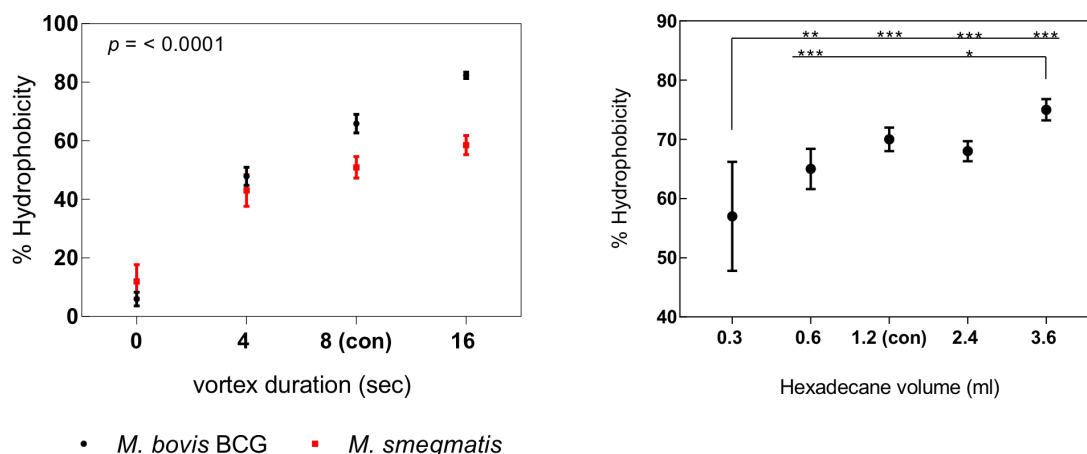 100
80
60
40
20
0
% Hydrophobicity
p = < 0.0001
0 4 8 (con) 16
vortex duration (sec)
M. bovis BCG M. smegmatis
90
80
70
60
50
40
% Hydrophobicity
** *** *** ***
*** *
0.3 0.6 1.2 (con) 2.4 3.6
Hexadecane volume (ml)